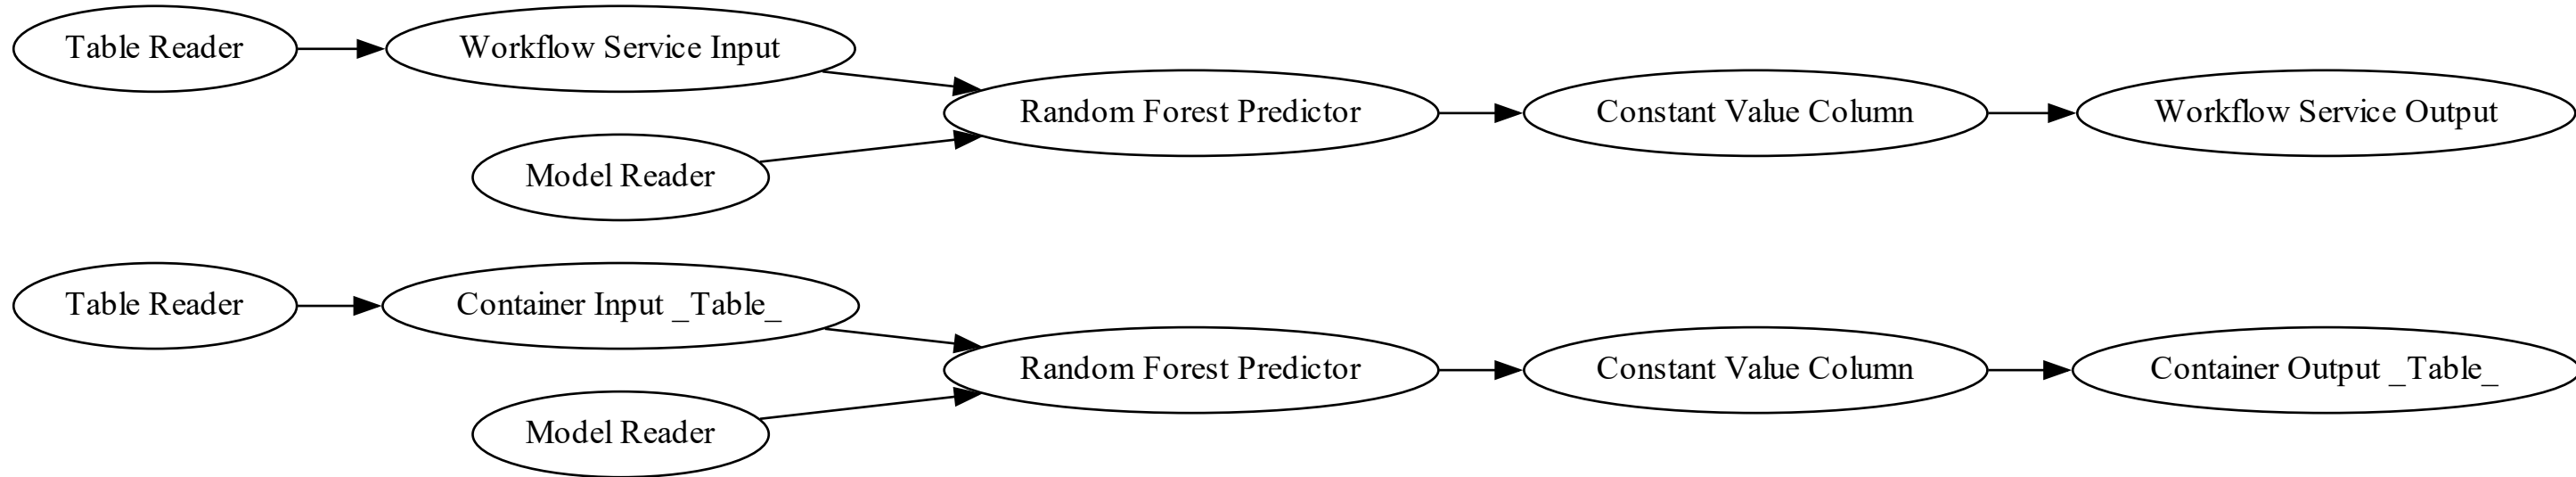 Table Reader
Workflow Service Input
Model Reader
Random Forest Predictor
Constant Value Column
Workflow Service Output
Table Reader
Container Input _Table_
Model Reader
Random Forest Predictor
Constant Value Column
Container Output _Table_